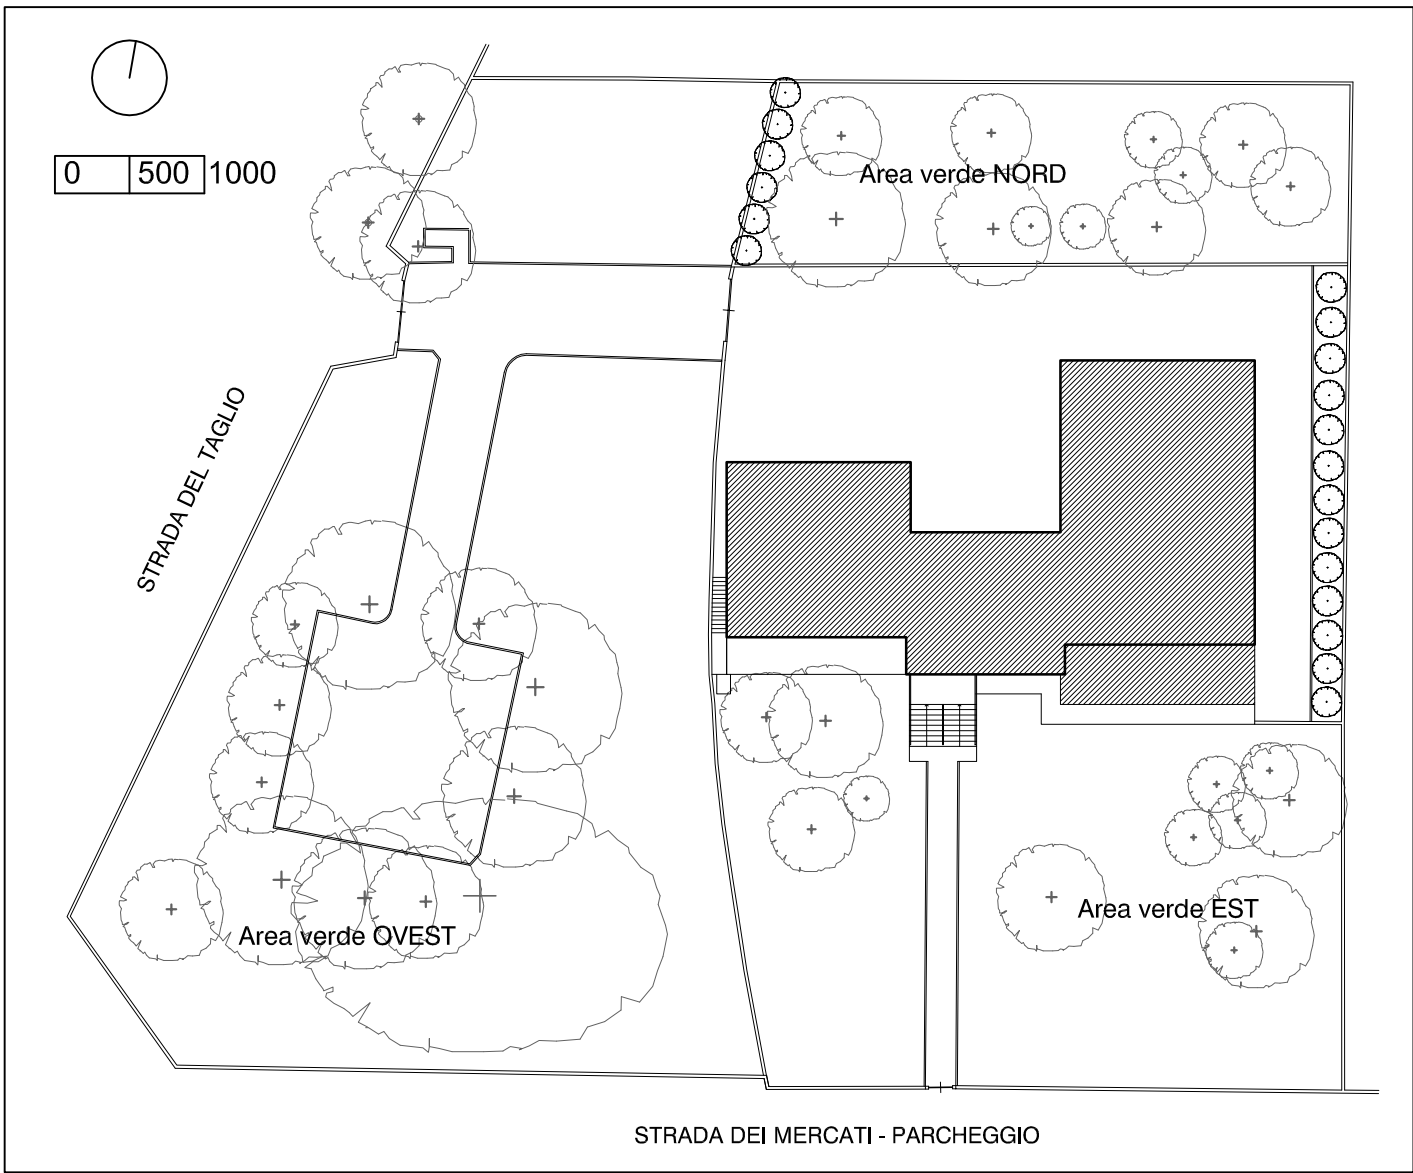 0 500 1000
Area verde NORD
STRADA DEL TAGLIO
Area verde EST
Area verde OVEST
STRADA DEI MERCATI - PARCHEGGIO